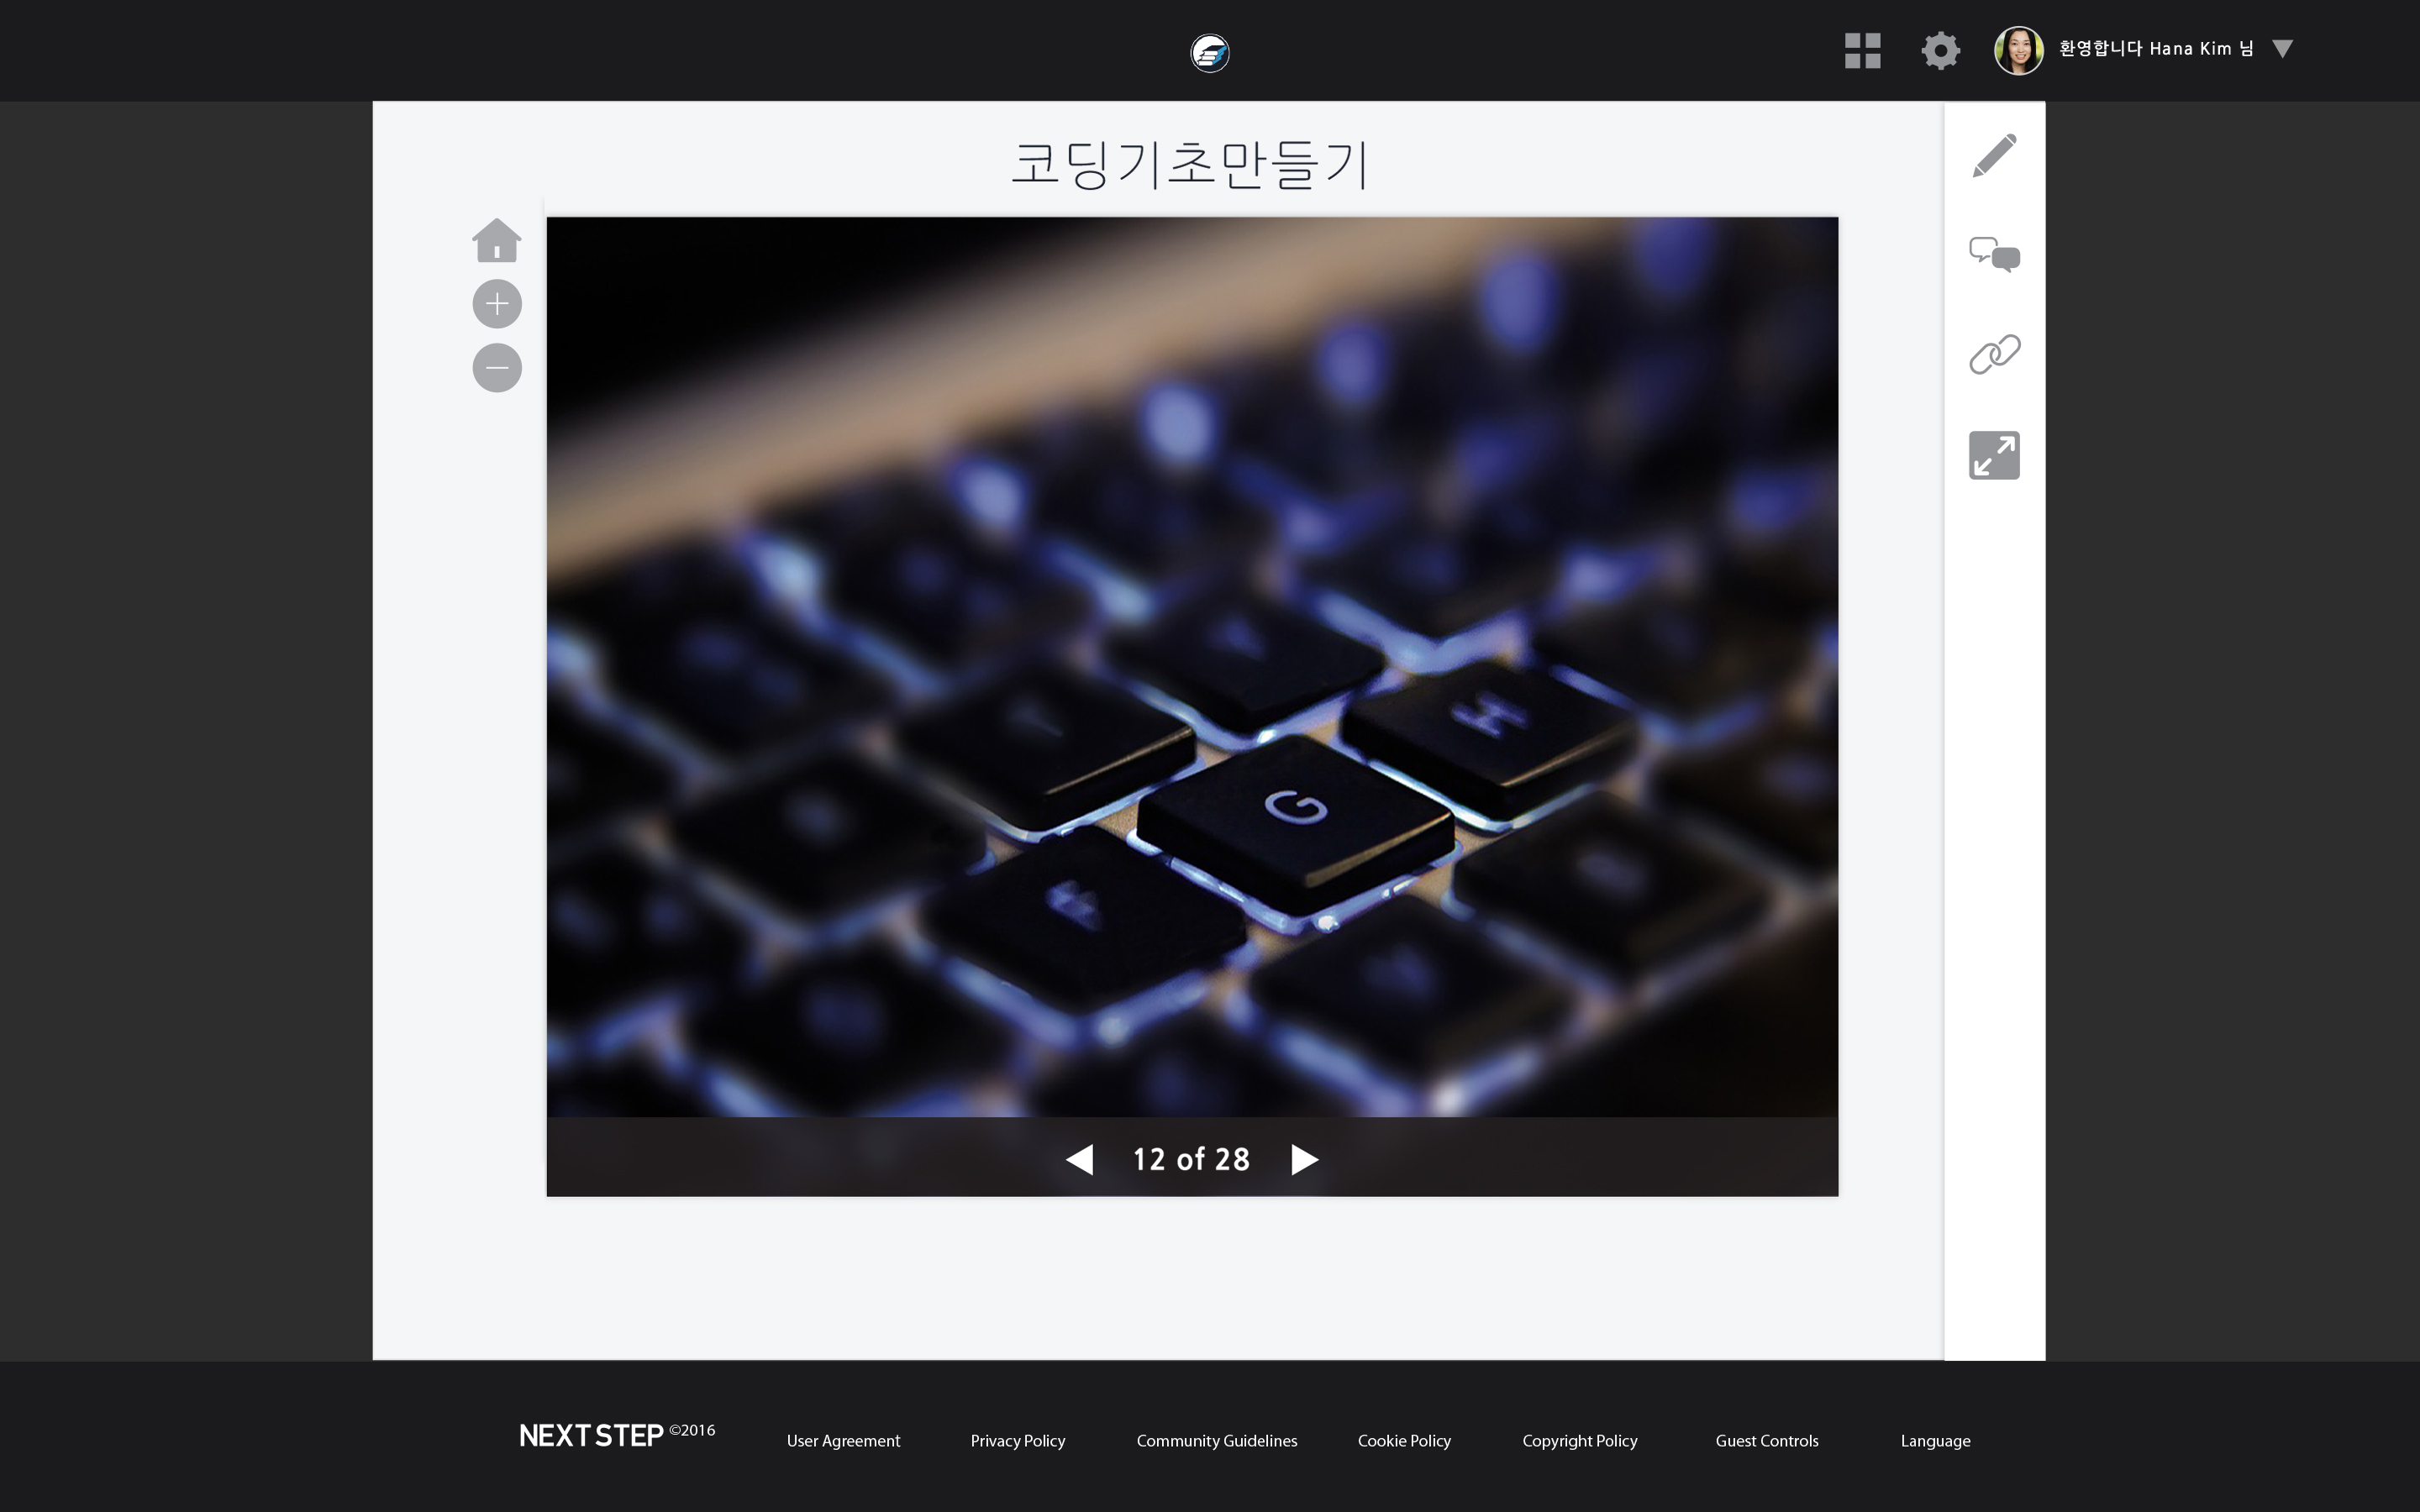 환영합니다 Hana Kim 님
코딩기초만들기
H
G
12 of 28
NEXT STEP ©2016 User Agreement Privacy Policy Community Guidelines Cookie Policy Copyright Policy Guest Controls Language